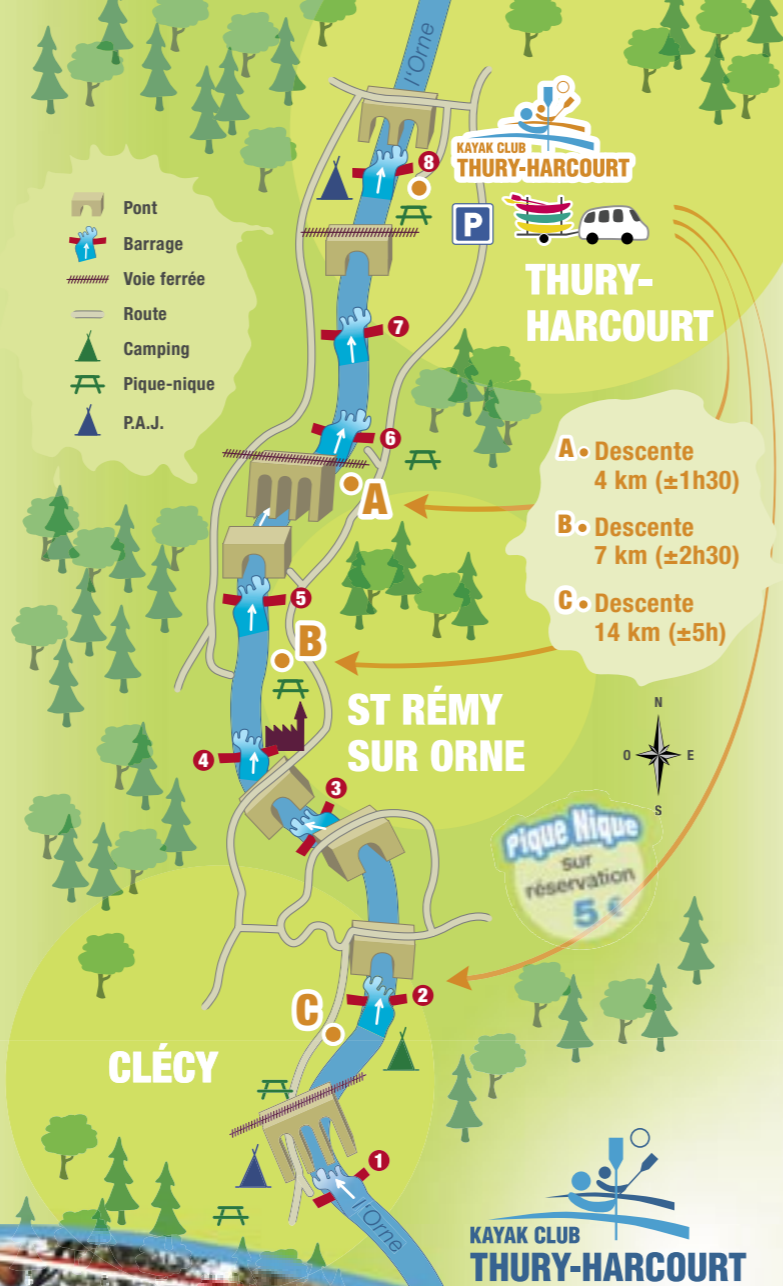 l'Orne
8
KAYAK CLUB
THURY-HARCOURT
P
THURY-
HARCOURT
Pont
Barrage
Voie ferrée
Route
Camping
Pique-nique
P.A.J.
7
6
A
A • Descente
4 km (±1h30)
B • Descente
7 km (±2h30)
C • Descente
14 km (±5h)
5
B
ST RÉMY
SUR ORNE
4
3
N
O
E
S
Pique Nique
sur
réservation
5 €
2
C
CLÉCY
1
l'Orne
KAYAK CLUB
THURY-HARCOURT